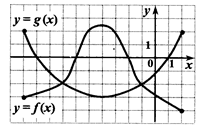 y = g(x)
y
1
0
1
x
y = f(x)